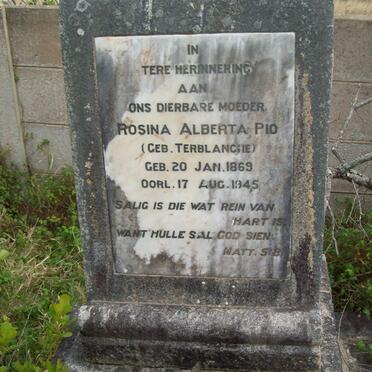 IN
TERE HERINNERING
AAN
ONS DIERBARE MOEDER
ROSINA ALBERTA PIO
(GEB. TERBLANCHE)
GEB. 20 JAN. 1869
OORL. 17 AUG. 1945
SALIG IS DIE WAT REIN VAN
HART IS
WANT HULLE SAL GOD SIEN
MATT. 5:8